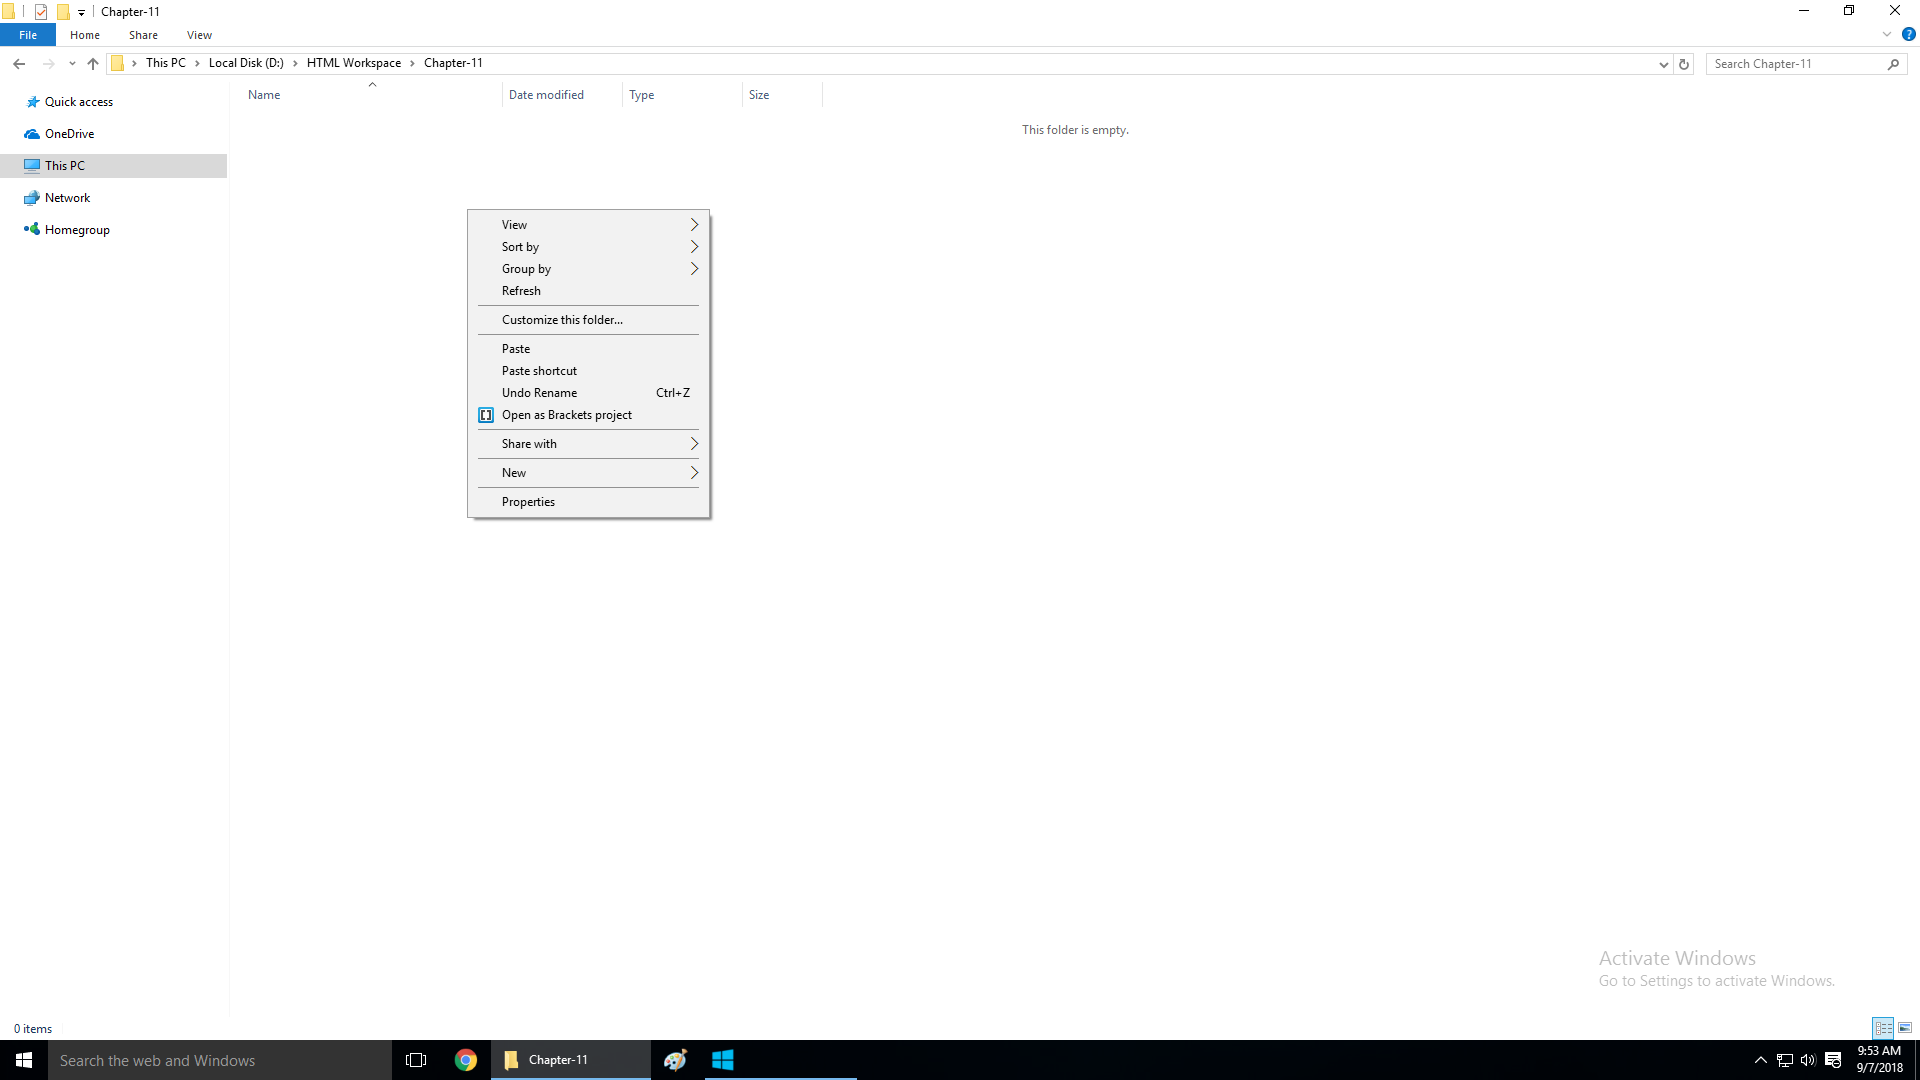 Chapter-11
File Home Share View
This PC Local Disk (D:) HTML Workspace Chapter-11 Search Chapter-11
Quick access
OneDrive
This PC
Network
Homegroup
Name Date modified Type Size
This folder is empty.
View
Sort by
Group by
Refresh
Customize this folder...
Paste
Paste shortcut
Undo Rename Ctrl+Z
Open as Brackets project
Share with
New
Properties
Activate Windows
Go to Settings to activate Windows.
0 items
Search the web and Windows
Chapter-11
9:53 AM
9/7/2018